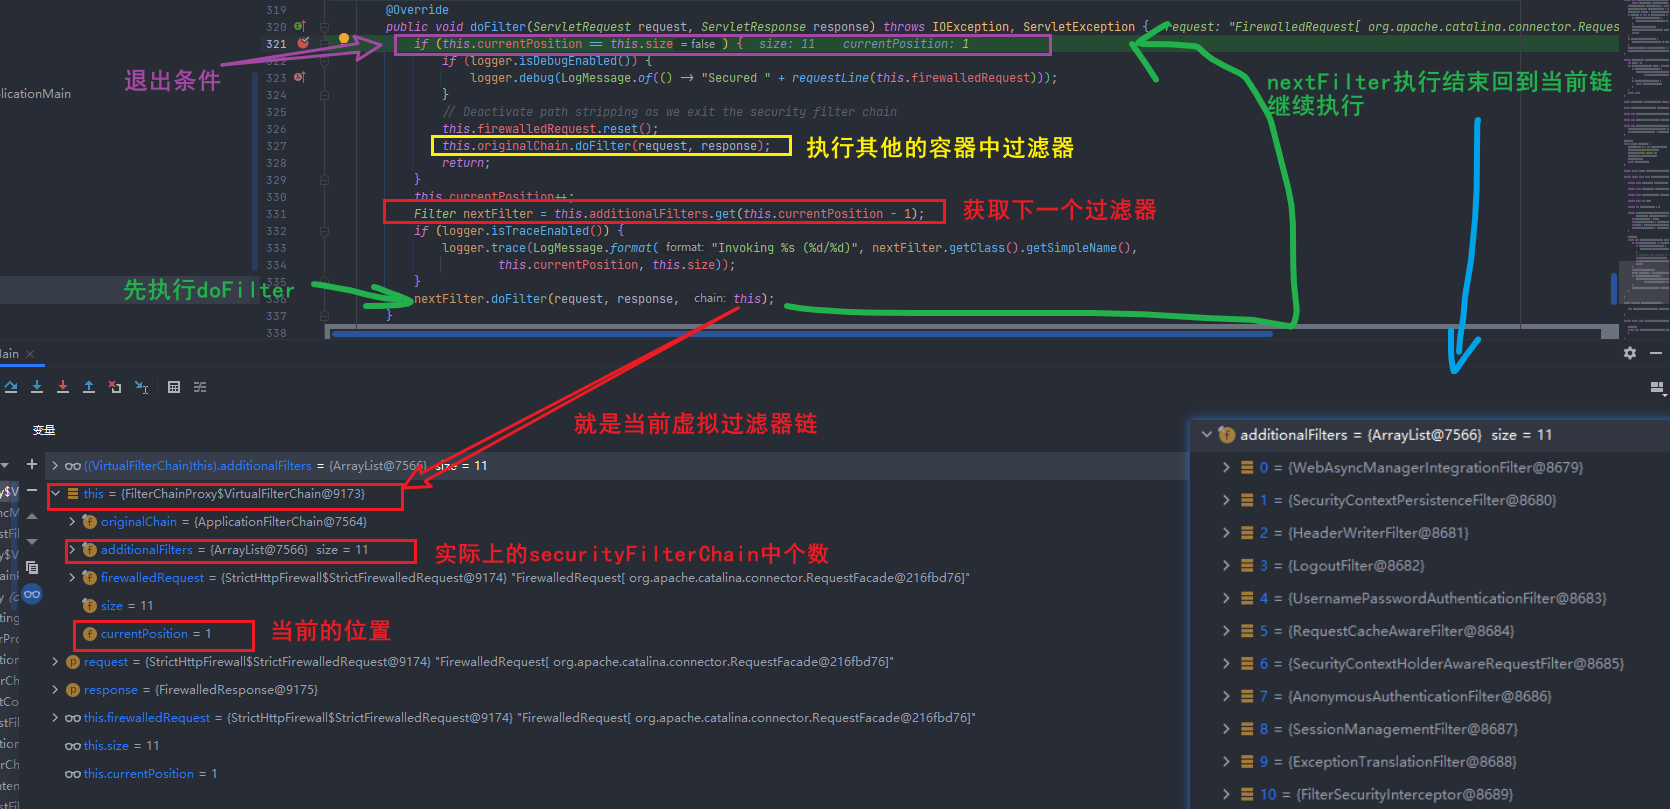 319 @Override
320 public void doFilter(ServletRequest request, ServletResponse response) throws IOException, ServletException { request: "FirewalledRequest[ org.apache.catalina.connector.Reques
321 if (this.currentPosition == this.size = false ) { size: 11 currentPosition: 1
322 if (logger.isDebugEnabled()) {
323 logger.debug(LogMessage.of(() -> "Secured " + requestLine(this.firewalledRequest)));
324 }
325 // Deactivate path stripping as we exit the security filter chain
326 this.firewalledRequest.reset();
327 this.originalChain.doFilter(request, response);
328 return;
329 }
330 this.currentPosition++;
331 Filter nextFilter = this.additionalFilters.get(this.currentPosition - 1);
332 if (logger.isTraceEnabled()) {
333 logger.trace(LogMessage.format( format: "Invoking %s (%d/%d)", nextFilter.getClass().getSimpleName(),
334 this.currentPosition, this.size));
335 }
336 nextFilter.doFilter(request, response, chain: this);
337 }
338
退出条件
plicationMain
nextFilter执行结束回到当前链
继续执行
执行其他的容器中过滤器
获取下一个过滤器
先执行doFilter
Main
就是当前虚拟过滤器链
变量
((VirtualFilterChain)this).additionalFilters = {ArrayList@7566} size = 11
this = {FilterChainProxy$VirtualFilterChain@9173}
originalChain = {ApplicationFilterChain@7564}
additionalFilters = {ArrayList@7566} size = 11
实际上的securityFilterChain中个数
firewalledRequest = {StrictHttpFirewall$StrictFirewalledRequest@9174} "FirewalledRequest[ org.apache.catalina.connector.RequestFacade@216fbd76]"
size = 11
currentPosition = 1
当前的位置
request = {StrictHttpFirewall$StrictFirewalledRequest@9174} "FirewalledRequest[ org.apache.catalina.connector.RequestFacade@216fbd76]"
response = {FirewalledResponse@9175}
this.firewalledRequest = {StrictHttpFirewall$StrictFirewalledRequest@9174} "FirewalledRequest[ org.apache.catalina.connector.RequestFacade@216fbd76]"
this.size = 11
this.currentPosition = 1
additionalFilters = {ArrayList@7566} size = 11
0 = {WebAsyncManagerIntegrationFilter@8679}
1 = {SecurityContextPersistenceFilter@8680}
2 = {HeaderWriterFilter@8681}
3 = {LogoutFilter@8682}
4 = {UsernamePasswordAuthenticationFilter@8683}
5 = {RequestCacheAwareFilter@8684}
6 = {SecurityContextHolderAwareRequestFilter@8685}
7 = {AnonymousAuthenticationFilter@8686}
8 = {SessionManagementFilter@8687}
9 = {ExceptionTranslationFilter@8688}
10 = {FilterSecurityInterceptor@8689}